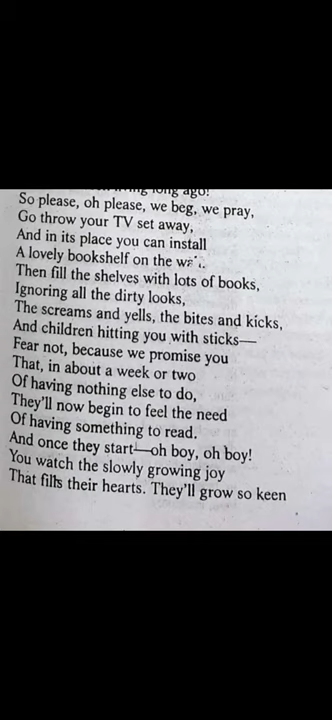 long ago!
So please, oh please, we beg, we pray,
Go throw your TV set away,
And in its place you can install
A lovely bookshelf on the
Then fill the shelves with lots of books,
Ignoring all the dirty looks,
The screams and yells, the bites and kicks,
And children hitting you with sticks—
Fear not, because we promise you
That, in about a week or two
Of having nothing else to do,
They'll now begin to feel the need
Of having something to read.
And once they start—oh boy, oh boy!
You watch the slowly growing joy
That fills their hearts. They'll grow so keen